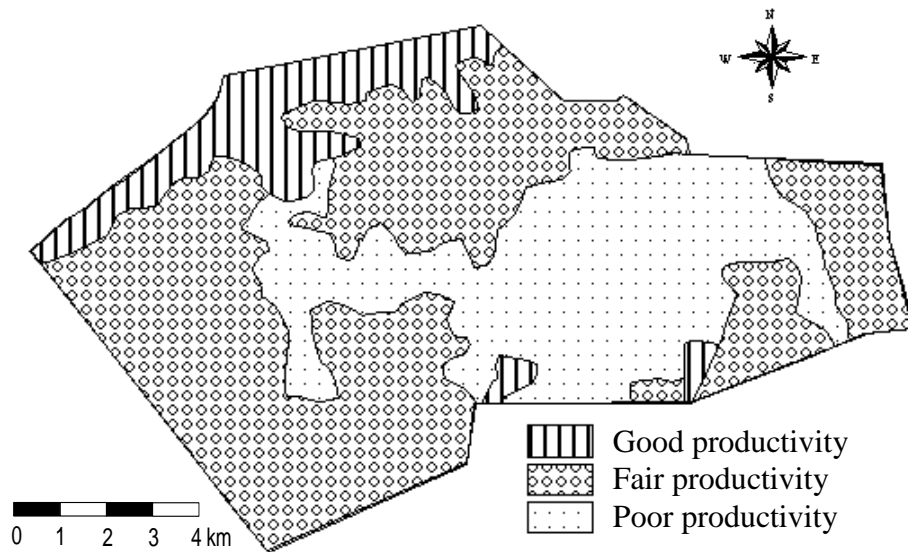 N
W E
S
Good productivity
Fair productivity
Poor productivity
0 1 2 3 4 km